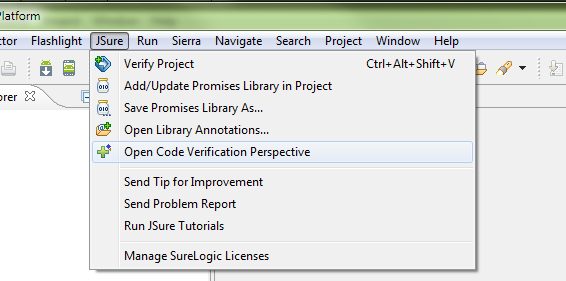 Platform
ctor Flashlight JSure Run Sierra Navigate Search Project Window Help
Verify Project Ctrl+Alt+Shift+V
Add/Update Promises Library in Project
Save Promises Library As...
Open Library Annotations...
Open Code Verification Perspective
Send Tip for Improvement
Send Problem Report
Run JSure Tutorials
Manage SureLogic Licenses
orer